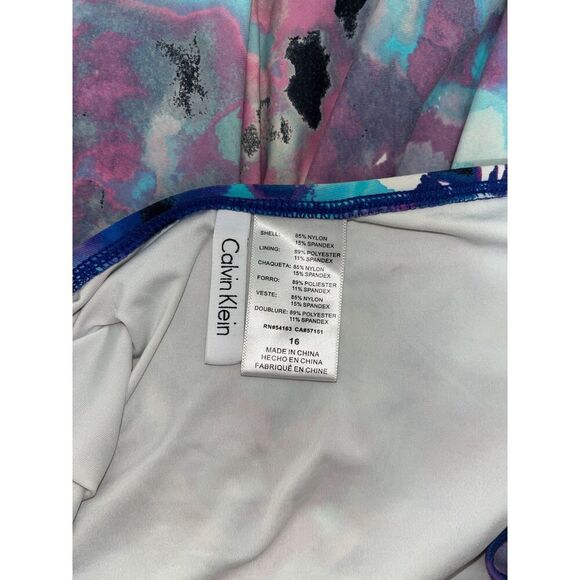 Calvin Klein
SHELL: 85% NYLON
15% SPANDEX
LINING: 89% POLYESTER
11% SPANDEX
CHAQUETA: 85% NYLON
15% SPANDEX
FORRO: 89% POLIESTER
11% SPANDEX
VESTE: 85% NYLON
15% SPANDEX
DOUBLURE: 89% POLYESTER
11% SPANDEX
RN#54163 CA#57151
16
MADE IN CHINA
HECHO EN CHINA
FABRIQUÉ EN CHINE